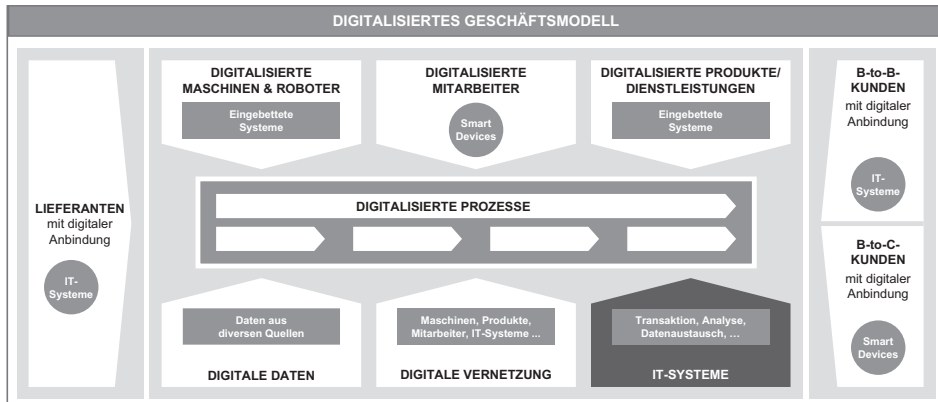 DIGITALISIERTES GESCHÄFTSMODELL
LIEFERANTEN
mit digitaler
Anbindung
IT-
Systeme
DIGITALISIERTE
MASCHINEN & ROBOTER
Eingebettete
Systeme
DIGITALISIERTE
MITARBEITER
Smart
Devices
DIGITALISIERTE PRODUKTE/
DIENSTLEISTUNGEN
Eingebettete
Systeme
DIGITALISIERTE PROZESSE
Daten aus
diversen Quellen
DIGITALE DATEN
Maschinen, Produkte,
Mitarbeiter, IT-Systeme ...
DIGITALE VERNETZUNG
Transaktion, Analyse,
Datenaustausch, …
IT-SYSTEME
B-to-B-
KUNDEN
mit digitaler
Anbindung
IT-
Systeme
B-to-C-
KUNDEN
mit digitaler
Anbindung
Smart
Devices